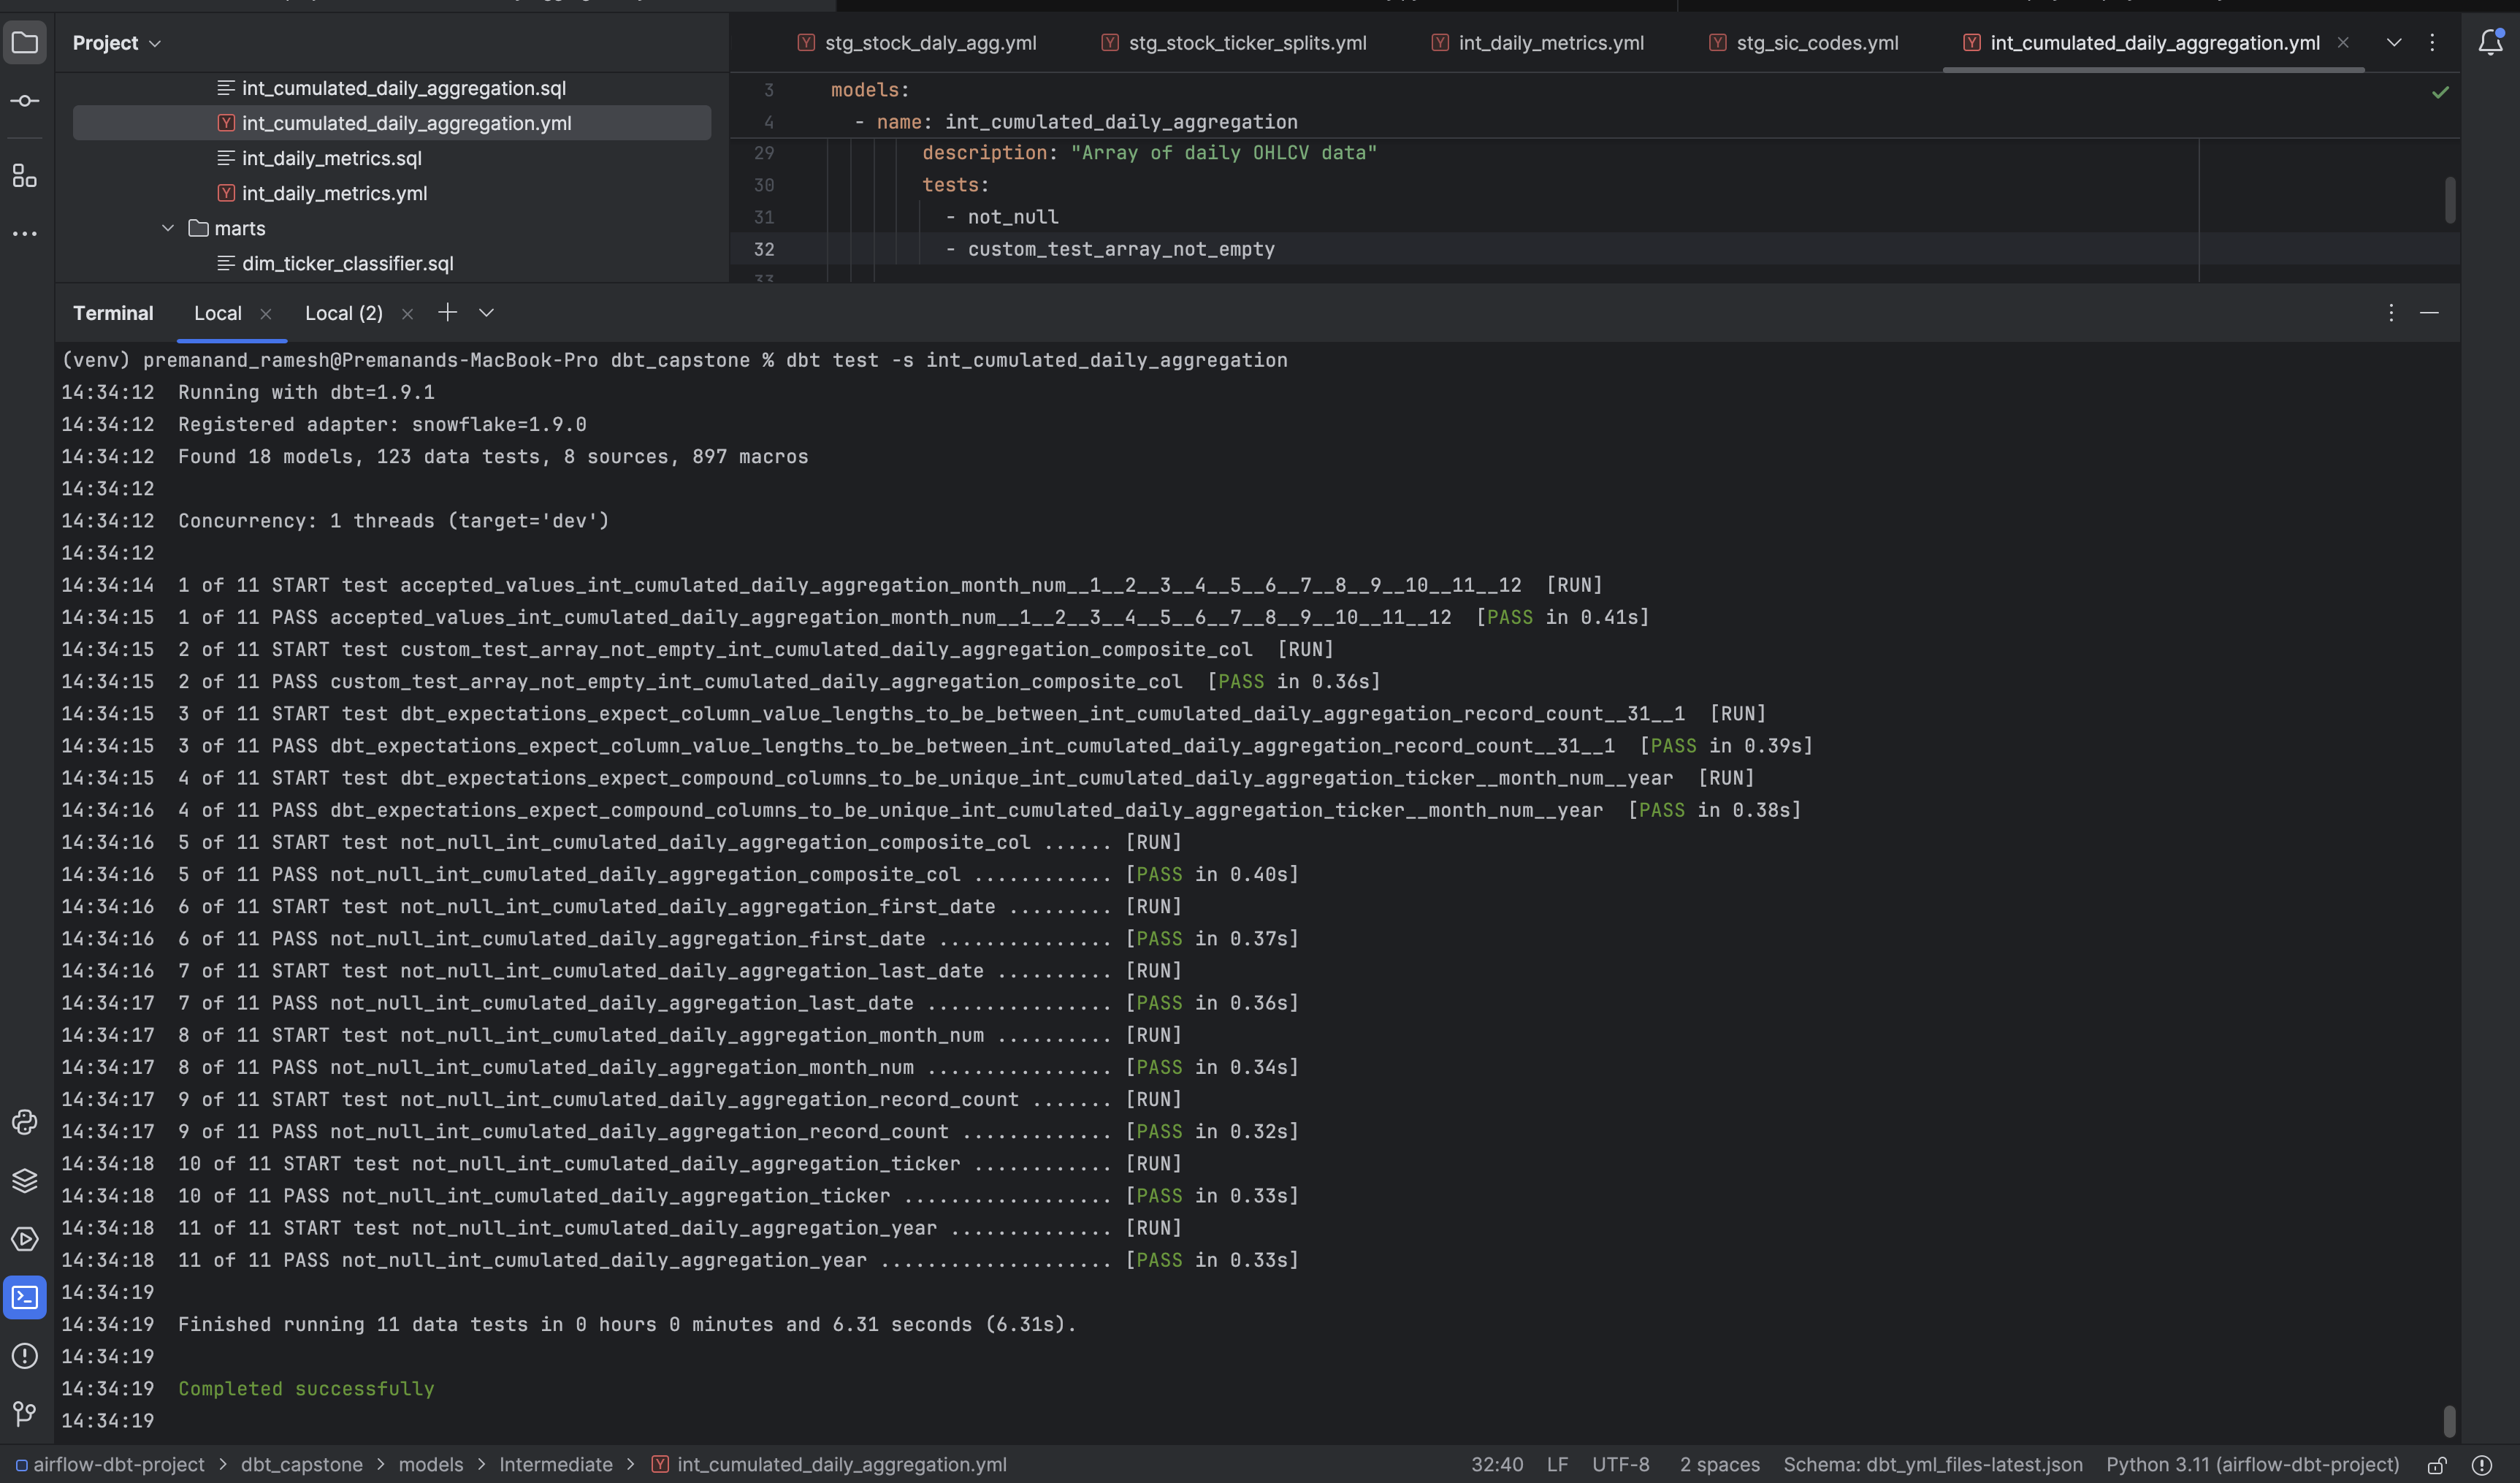 Project
stg_stock_daly_agg.yml
stg_stock_ticker_splits.yml
int_daily_metrics.yml
stg_sic_codes.yml
int_cumulated_daily_aggregation.yml
int_cumulated_daily_aggregation.sql
int_cumulated_daily_aggregation.yml
int_daily_metrics.sql
int_daily_metrics.yml
marts
dim_ticker_classifier.sql
3 models:
4 - name: int_cumulated_daily_aggregation
29 description: "Array of daily OHLCV data"
30 tests:
31 - not_null
32 - custom_test_array_not_empty
33
Terminal Local Local (2)
(venv) premanand_ramesh@Premanands-MacBook-Pro dbt_capstone % dbt test -s int_cumulated_daily_aggregation
14:34:12 Running with dbt=1.9.1
14:34:12 Registered adapter: snowflake=1.9.0
14:34:12 Found 18 models, 123 data tests, 8 sources, 897 macros
14:34:12
14:34:12 Concurrency: 1 threads (target='dev')
14:34:12
14:34:14 1 of 11 START test accepted_values_int_cumulated_daily_aggregation_month_num__1__2__3__4__5__6__7__8__9__10__11__12 [RUN]
14:34:15 1 of 11 PASS accepted_values_int_cumulated_daily_aggregation_month_num__1__2__3__4__5__6__7__8__9__10__11__12 [PASS in 0.41s]
14:34:15 2 of 11 START test custom_test_array_not_empty_int_cumulated_daily_aggregation_composite_col [RUN]
14:34:15 2 of 11 PASS custom_test_array_not_empty_int_cumulated_daily_aggregation_composite_col [PASS in 0.36s]
14:34:15 3 of 11 START test dbt_expectations_expect_column_value_lengths_to_be_between_int_cumulated_daily_aggregation_record_count__31__1 [RUN]
14:34:15 3 of 11 PASS dbt_expectations_expect_column_value_lengths_to_be_between_int_cumulated_daily_aggregation_record_count__31__1 [PASS in 0.39s]
14:34:15 4 of 11 START test dbt_expectations_expect_compound_columns_to_be_unique_int_cumulated_daily_aggregation_ticker__month_num__year [RUN]
14:34:16 4 of 11 PASS dbt_expectations_expect_compound_columns_to_be_unique_int_cumulated_daily_aggregation_ticker__month_num__year [PASS in 0.38s]
14:34:16 5 of 11 START test not_null_int_cumulated_daily_aggregation_composite_col ...... [RUN]
14:34:16 5 of 11 PASS not_null_int_cumulated_daily_aggregation_composite_col ............ [PASS in 0.40s]
14:34:16 6 of 11 START test not_null_int_cumulated_daily_aggregation_first_date ......... [RUN]
14:34:16 6 of 11 PASS not_null_int_cumulated_daily_aggregation_first_date ............... [PASS in 0.37s]
14:34:16 7 of 11 START test not_null_int_cumulated_daily_aggregation_last_date .......... [RUN]
14:34:17 7 of 11 PASS not_null_int_cumulated_daily_aggregation_last_date ................ [PASS in 0.36s]
14:34:17 8 of 11 START test not_null_int_cumulated_daily_aggregation_month_num .......... [RUN]
14:34:17 8 of 11 PASS not_null_int_cumulated_daily_aggregation_month_num ................ [PASS in 0.34s]
14:34:17 9 of 11 START test not_null_int_cumulated_daily_aggregation_record_count ....... [RUN]
14:34:17 9 of 11 PASS not_null_int_cumulated_daily_aggregation_record_count ............. [PASS in 0.32s]
14:34:18 10 of 11 START test not_null_int_cumulated_daily_aggregation_ticker ............ [RUN]
14:34:18 10 of 11 PASS not_null_int_cumulated_daily_aggregation_ticker .................. [PASS in 0.33s]
14:34:18 11 of 11 START test not_null_int_cumulated_daily_aggregation_year .............. [RUN]
14:34:18 11 of 11 PASS not_null_int_cumulated_daily_aggregation_year .................... [PASS in 0.33s]
14:34:19
14:34:19 Finished running 11 data tests in 0 hours 0 minutes and 6.31 seconds (6.31s).
14:34:19
14:34:19 Completed successfully
14:34:19
airflow-dbt-project > dbt_capstone > models > Intermediate > int_cumulated_daily_aggregation.yml 32:40 LF UTF-8 2 spaces Schema: dbt_yml_files-latest.json Python 3.11 (airflow-dbt-project)